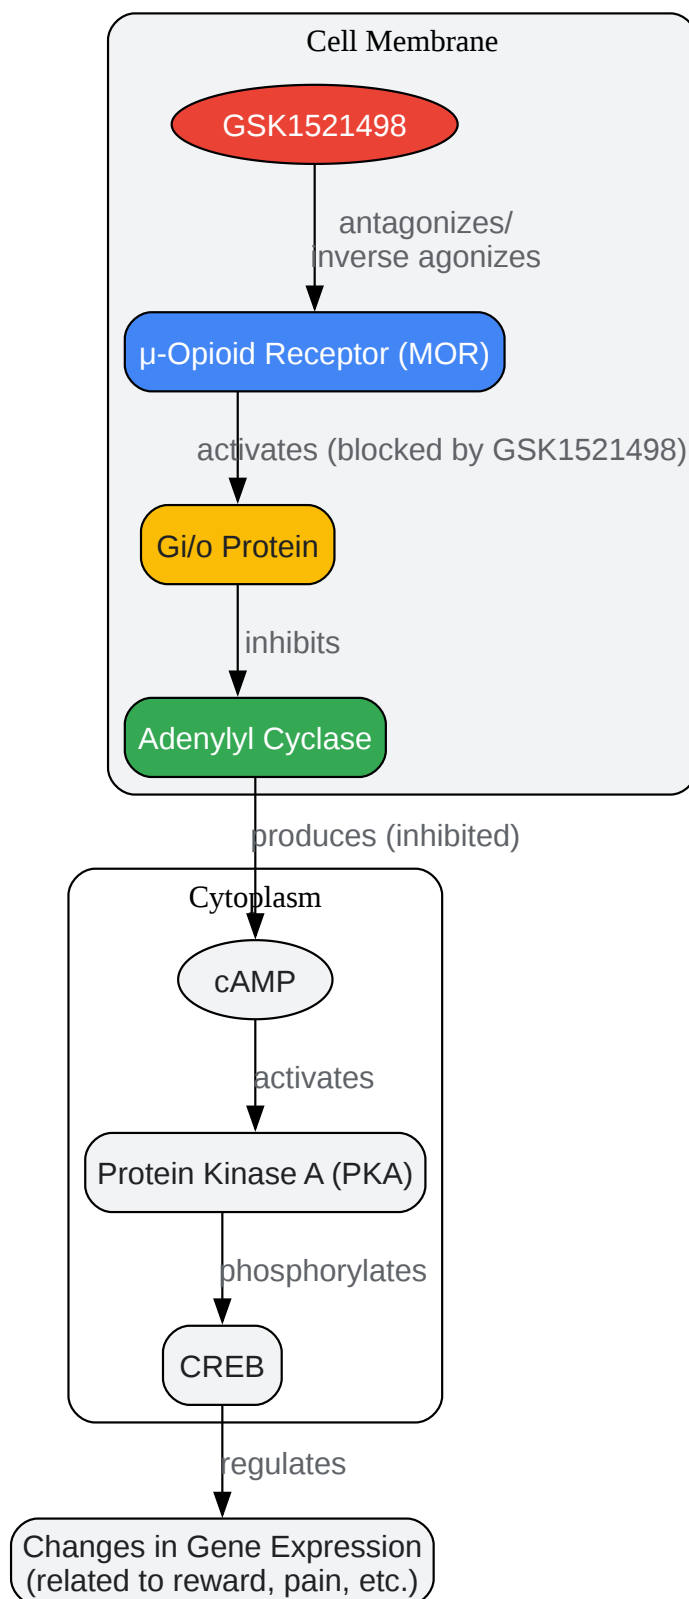 Cell Membrane
GSK1521498
antagonizes/
inverse agonizes
μ-Opioid Receptor (MOR)
activates (blocked by GSK1521498)
Gi/o Protein
inhibits
Adenylyl Cyclase
produces (inhibited)
Cytoplasm
cAMP
activates
Protein Kinase A (PKA)
phosphorylates
CREB
regulates
Changes in Gene Expression
(related to reward, pain, etc.)